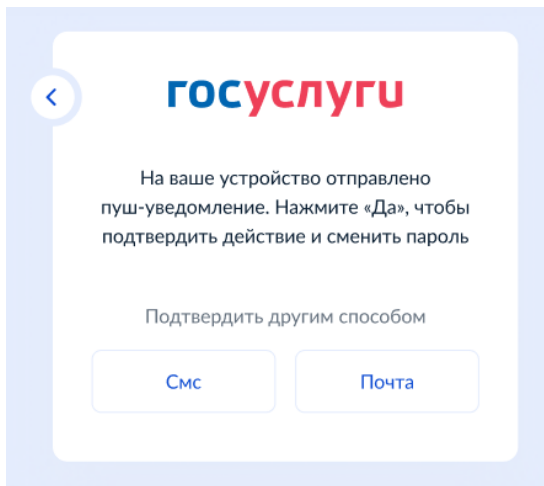 госуслуги
На ваше устройство отправлено
пуш-уведомление. Нажмите «Да», чтобы
подтвердить действие и сменить пароль
Подтвердить другим способом
Смс Почта